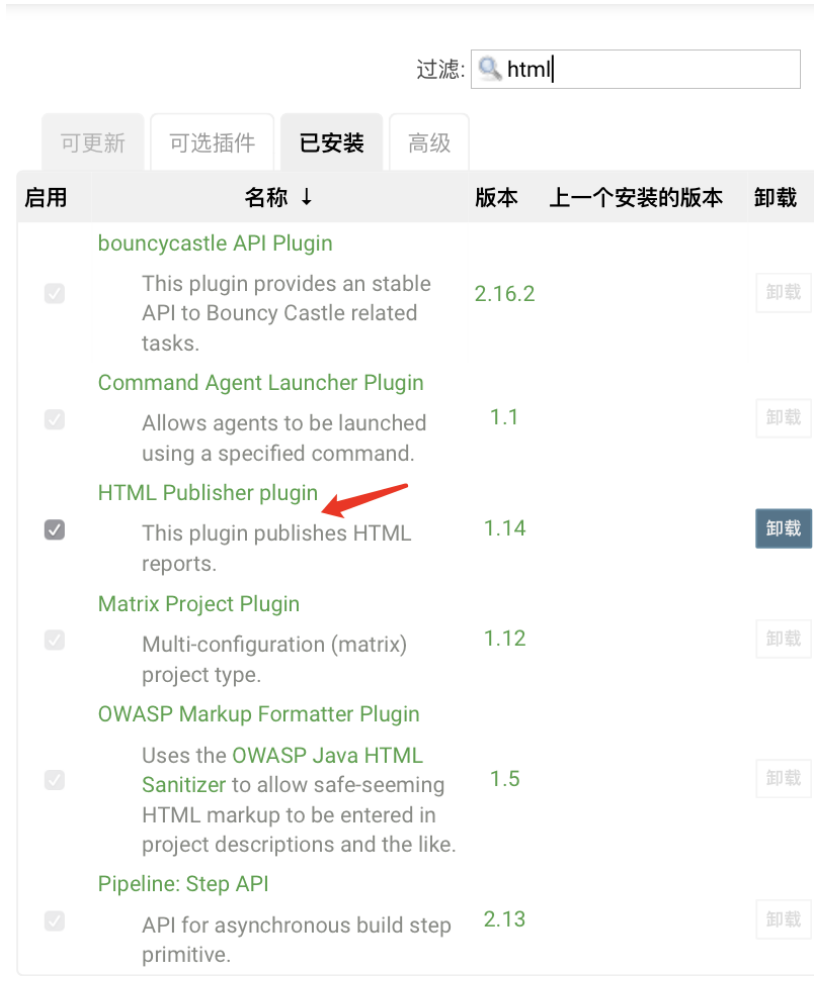 过滤: html
可更新 可选插件 已安装 高级
启用 名称 ↓ 版本 上一个安装的版本 卸载
bouncycastle API Plugin
This plugin provides an stable
API to Bouncy Castle related
tasks.
2.16.2 卸载
Command Agent Launcher Plugin
Allows agents to be launched
using a specified command.
1.1 卸载
HTML Publisher plugin
This plugin publishes HTML
reports.
1.14 卸载
Matrix Project Plugin
Multi-configuration (matrix)
project type.
1.12 卸载
OWASP Markup Formatter Plugin
Uses the OWASP Java HTML
Sanitizer to allow safe-seeming
HTML markup to be entered in
project descriptions and the like.
1.5 卸载
Pipeline: Step API
API for asynchronous build step
primitive.
2.13 卸载